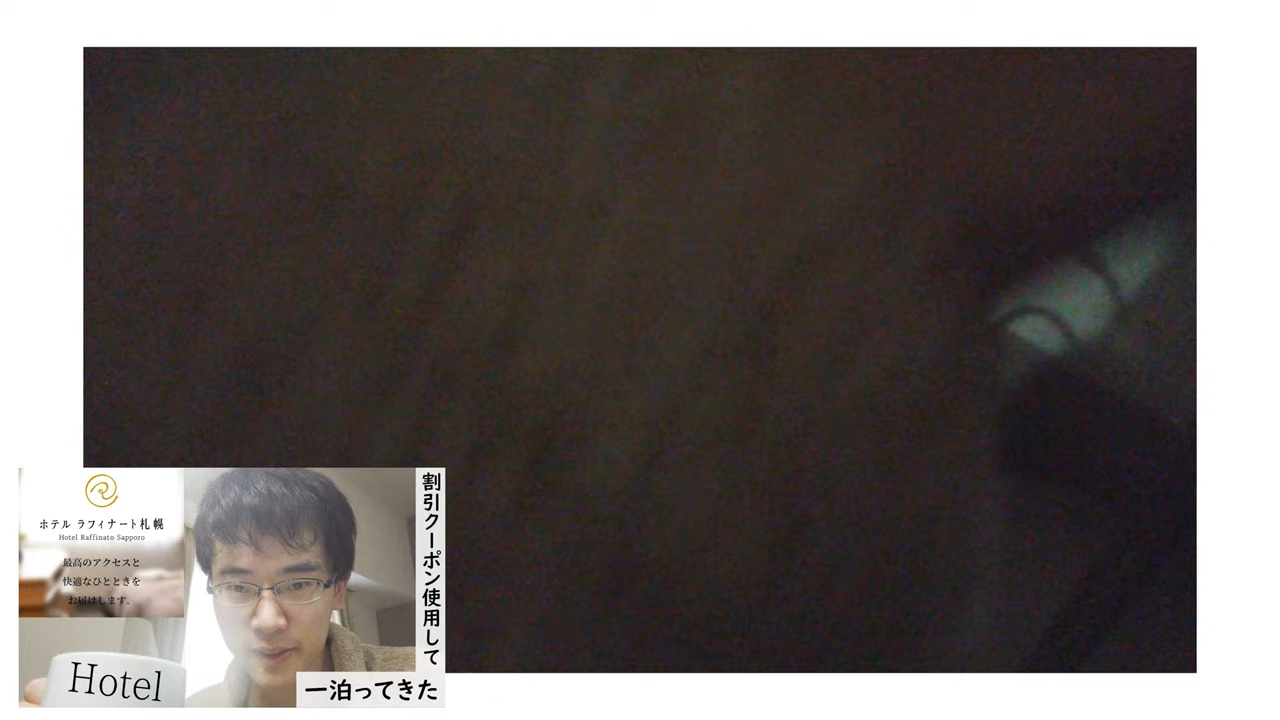 ホテル ラフィナート札幌
Hotel Raffinato Sapporo
最高のアクセスと
快適なひとときを
お届けします。
Hotel
割引クーポン使用して
一泊ってきた